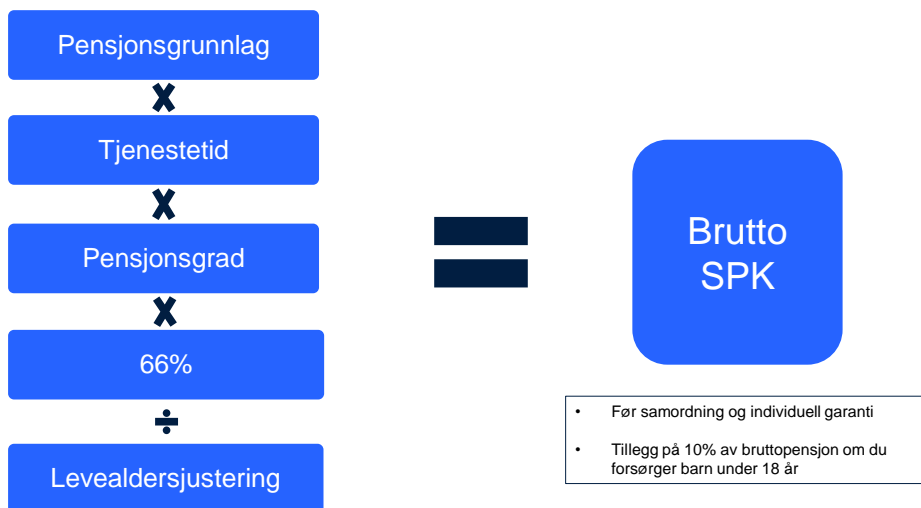 Pensjonsgrunnlag
x
Tjenestetid
x
Pensjonsgrad
x
66%
÷
Levealdersjustering
=
Brutto
SPK
• Før samordning og individuell garanti
• Tillegg på 10% av bruttopensjon om du
forsørger barn under 18 år